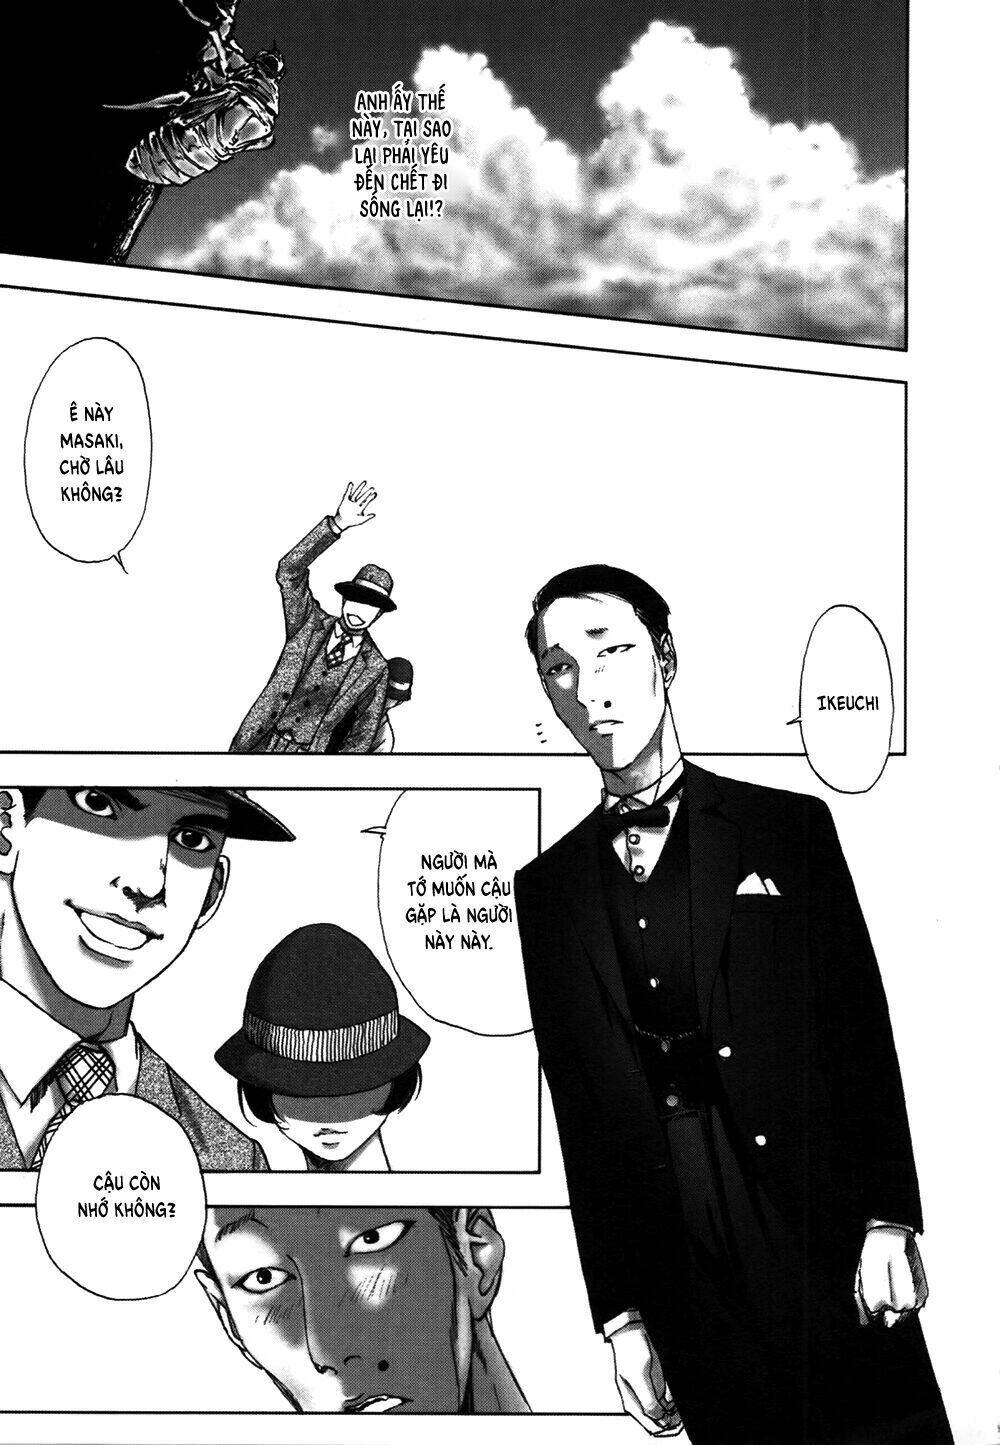 ANH ẤY THẾ
NÀY, TẠI SAO
LẠI PHẢI YÊU
ĐẾN CHẾT ĐI
SỐNG LẠI!?
Ê NÀY
MASAKI,
CHỜ LÂU
KHÔNG?
IKEUCHI
NGƯỜI MÀ
TỚ MUỐN CẬU
GẶP LÀ NGƯỜI
NÀY NÀY.
CẬU CÒN
NHỚ KHÔNG?